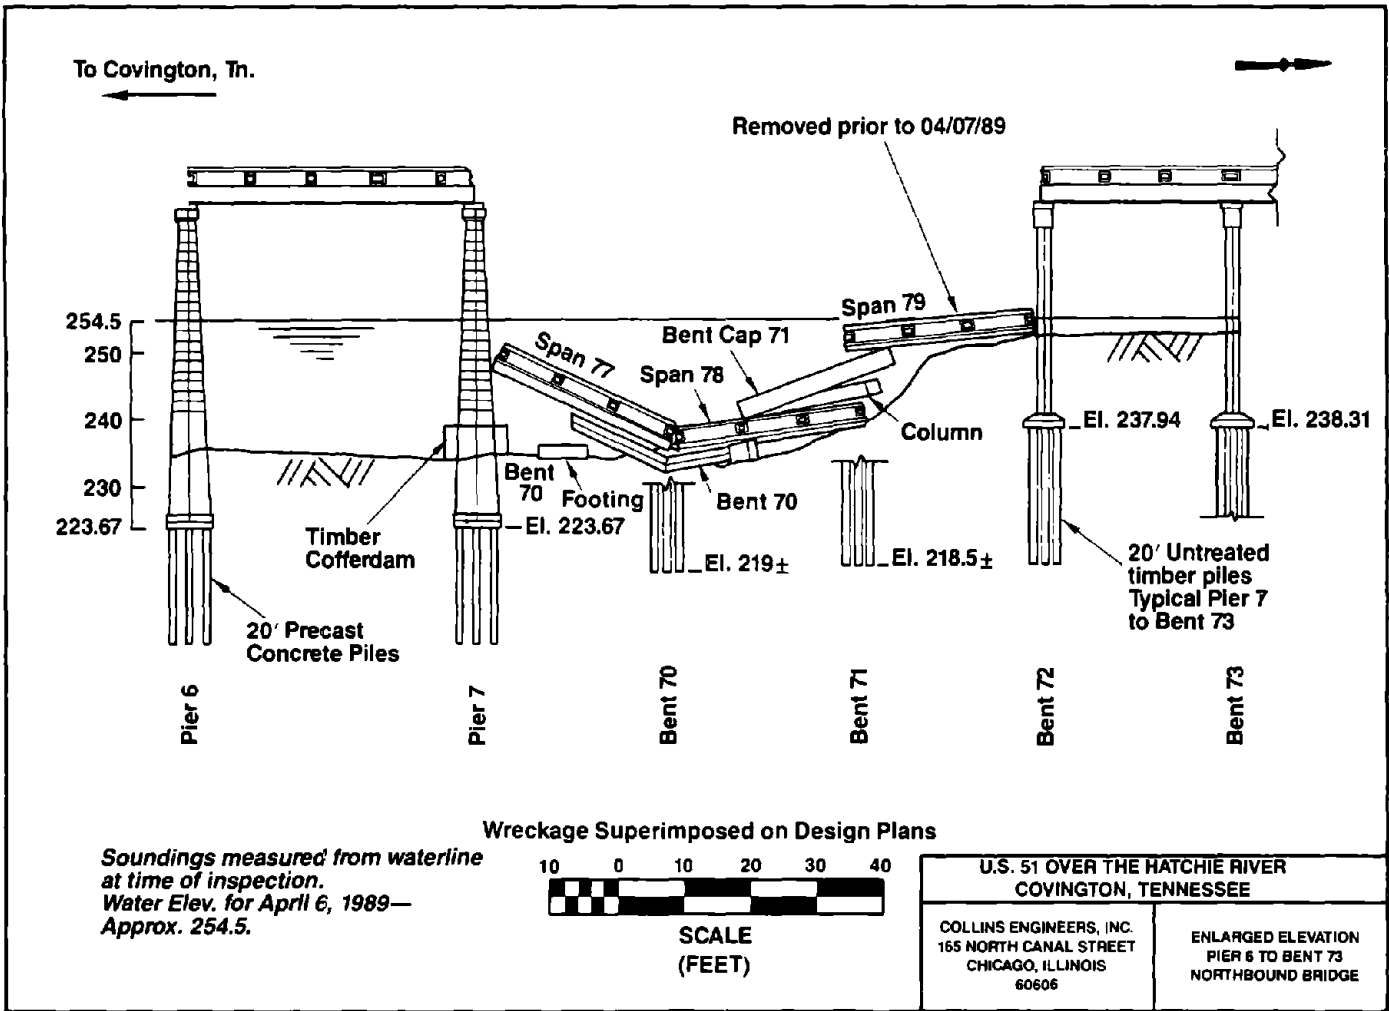 To Covington, Tn.
Removed prior to 04/07/89
Span 79
Bent Cap 71
Span 77
Span 78
254.5
250
240
230
223.67
Column
El. 237.94
El. 238.31
Bent
70
Footing
Bent 70
Timber
Cofferdam
El. 223.67
El. 219±
El. 218.5±
20' Untreated
timber piles
Typical Pier 7
to Bent 73
20' Precast
Concrete Piles
Pier 6
Pier 7
Bent 70
Bent 71
Bent 72
Bent 73
Wreckage Superimposed on Design Plans
10 0 10 20 30 40
SCALE
(FEET)
Soundings measured from waterline
at time of inspection.
Water Elev. for April 6, 1989—
Approx. 254.5.
U.S. 51 OVER THE HATCHIE RIVER
COVINGTON, TENNESSEE
COLLINS ENGINEERS, INC.
165 NORTH CANAL STREET
CHICAGO, ILLINOIS
60606
ENLARGED ELEVATION
PIER 6 TO BENT 73
NORTHBOUND BRIDGE